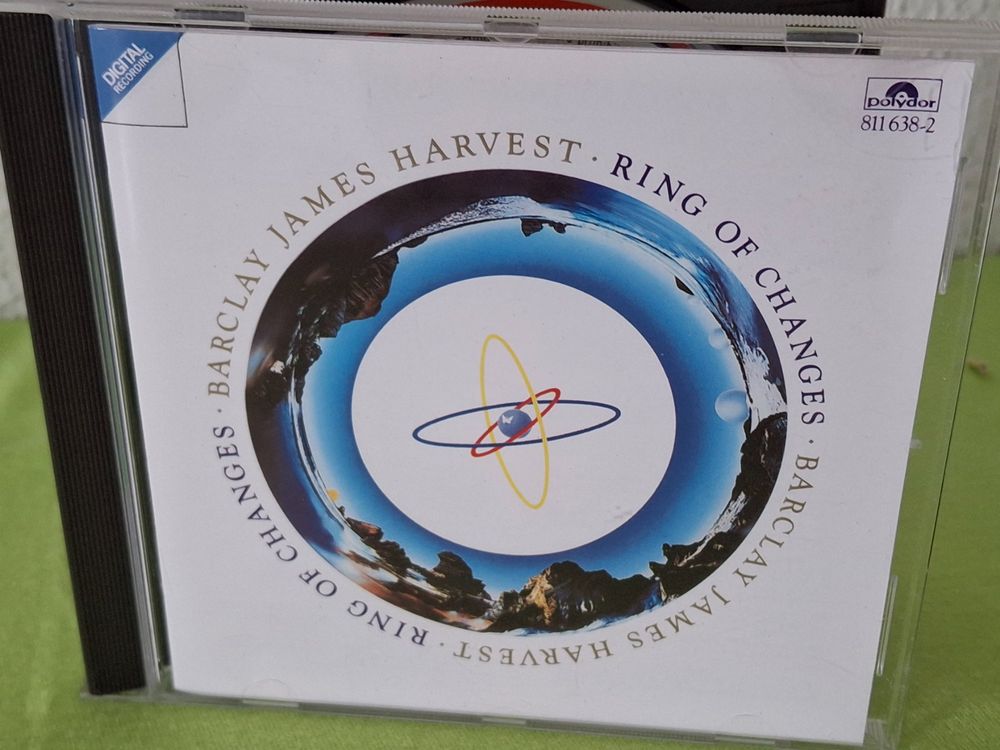 DIGITAL
RECORDING
polydor
811 638-2
BARCLAY JAMES HARVEST · RING OF CHANGES · BARCLAY JAMES HARVEST · RING OF CHANGES ·